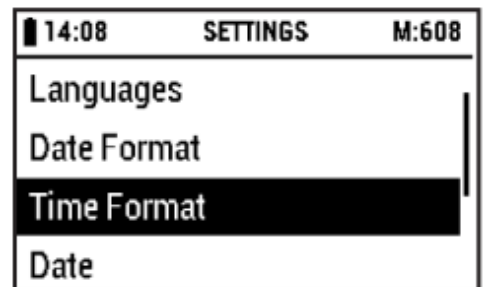 14:08 SETTINGS M:608
Languages
Date Format
Time Format
Date